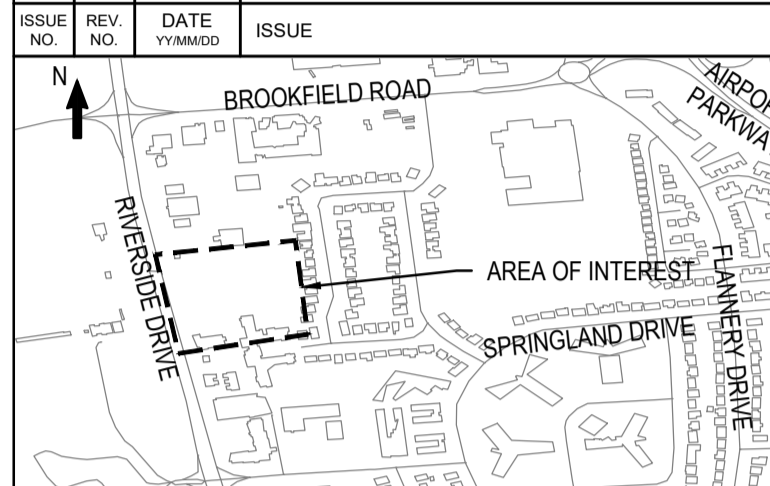 ISSUE NO.
REV. NO.
DATE
YY/MM/DD
ISSUE
N
BROOKFIELD ROAD
RIVERSIDE DRIVE
AREA OF INTEREST
SPRINGLAND DRIVE
FLANNERY DRIVE